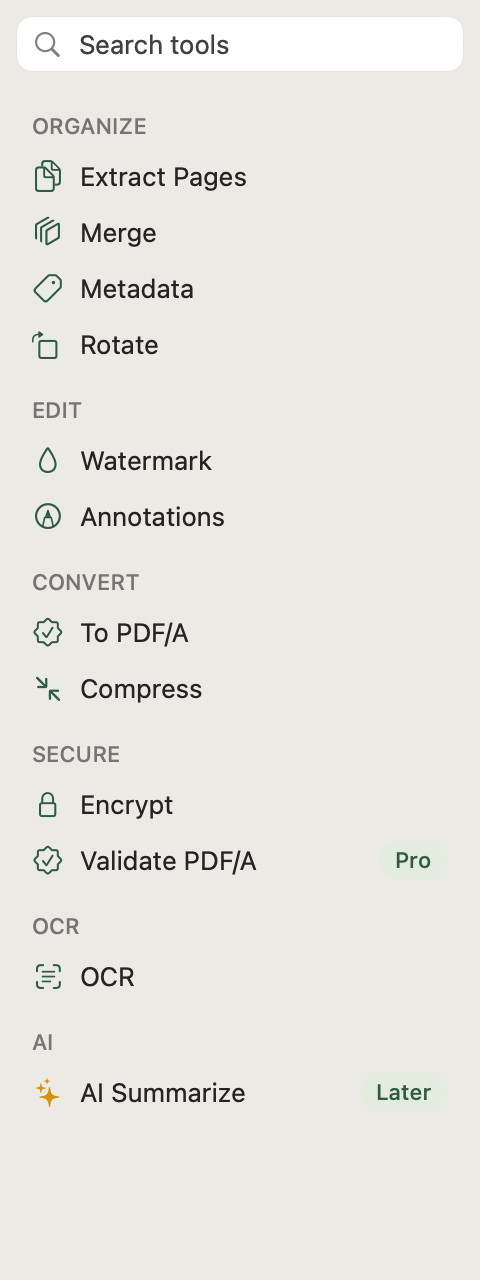 Search tools
ORGANIZE
Extract Pages
Merge
Metadata
Rotate
EDIT
Watermark
Annotations
CONVERT
To PDF/A
Compress
SECURE
Encrypt
Validate PDF/A Pro
OCR
OCR
AI
AI Summarize Later